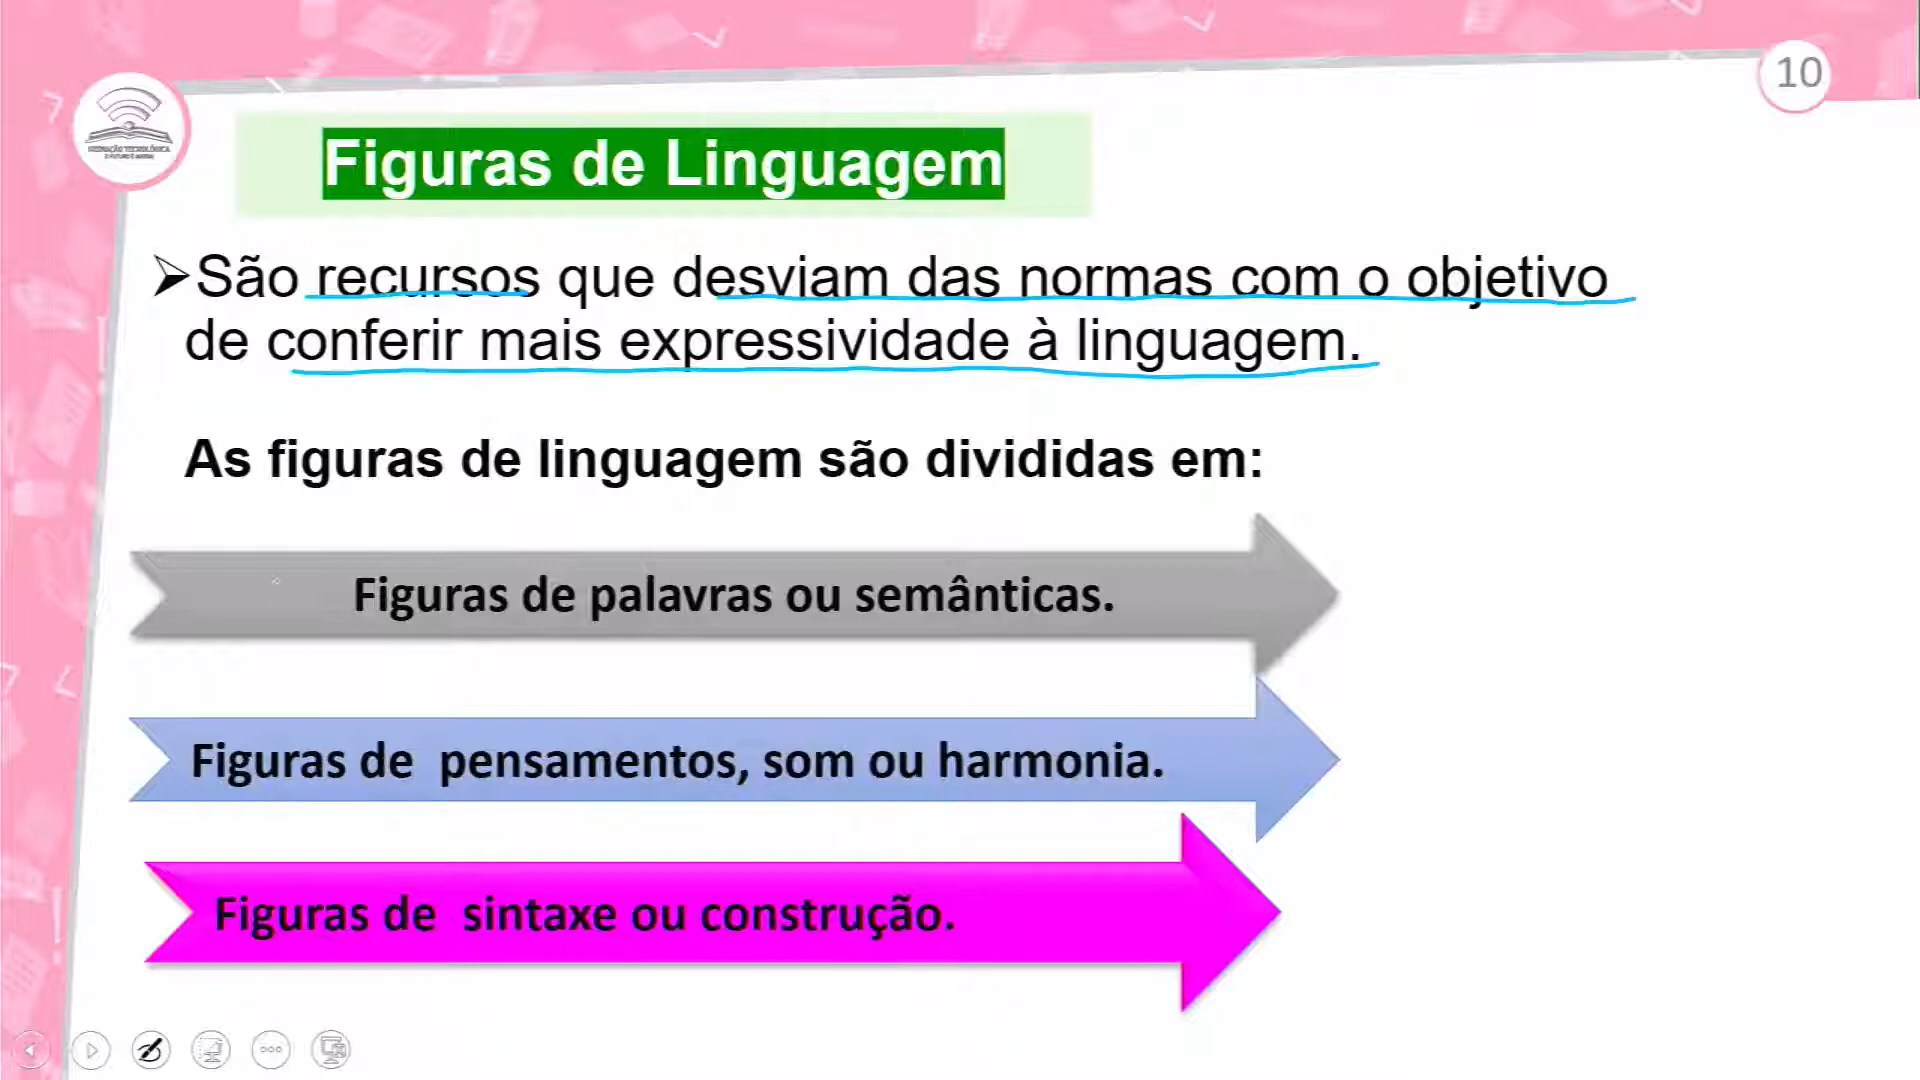 10
MEDIAÇÃO TECNOLÓGICA
Figuras de Linguagem
➢São recursos que desviam das normas com o objetivo
de conferir mais expressividade à linguagem.
As figuras de linguagem são divididas em:
Figuras de palavras ou semânticas.
Figuras de pensamentos, som ou harmonia.
Figuras de sintaxe ou construção.